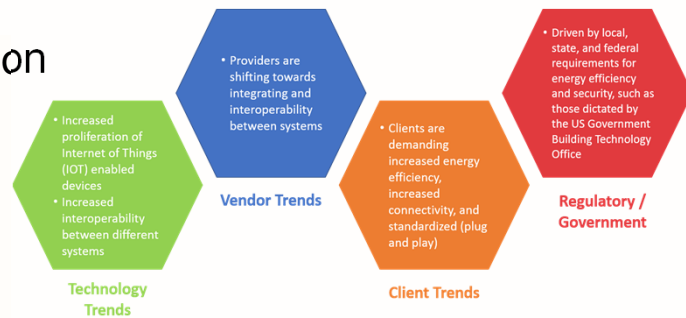 on
• Increased
proliferation of
Internet of Things
(IOT) enabled
devices
• Increased
interoperability
between different
systems
Technology
Trends
• Providers are
shifting towards
integrating and
interoperability
between systems
Vendor Trends
• Clients are
demanding
increased energy
efficiency,
increased
connectivity, and
standardized (plug
and play)
Client Trends
• Driven by local,
state, and federal
requirements for
energy efficiency
and security, such as
those dictated by
the US Government
Building Technology
Office
Regulatory /
Government